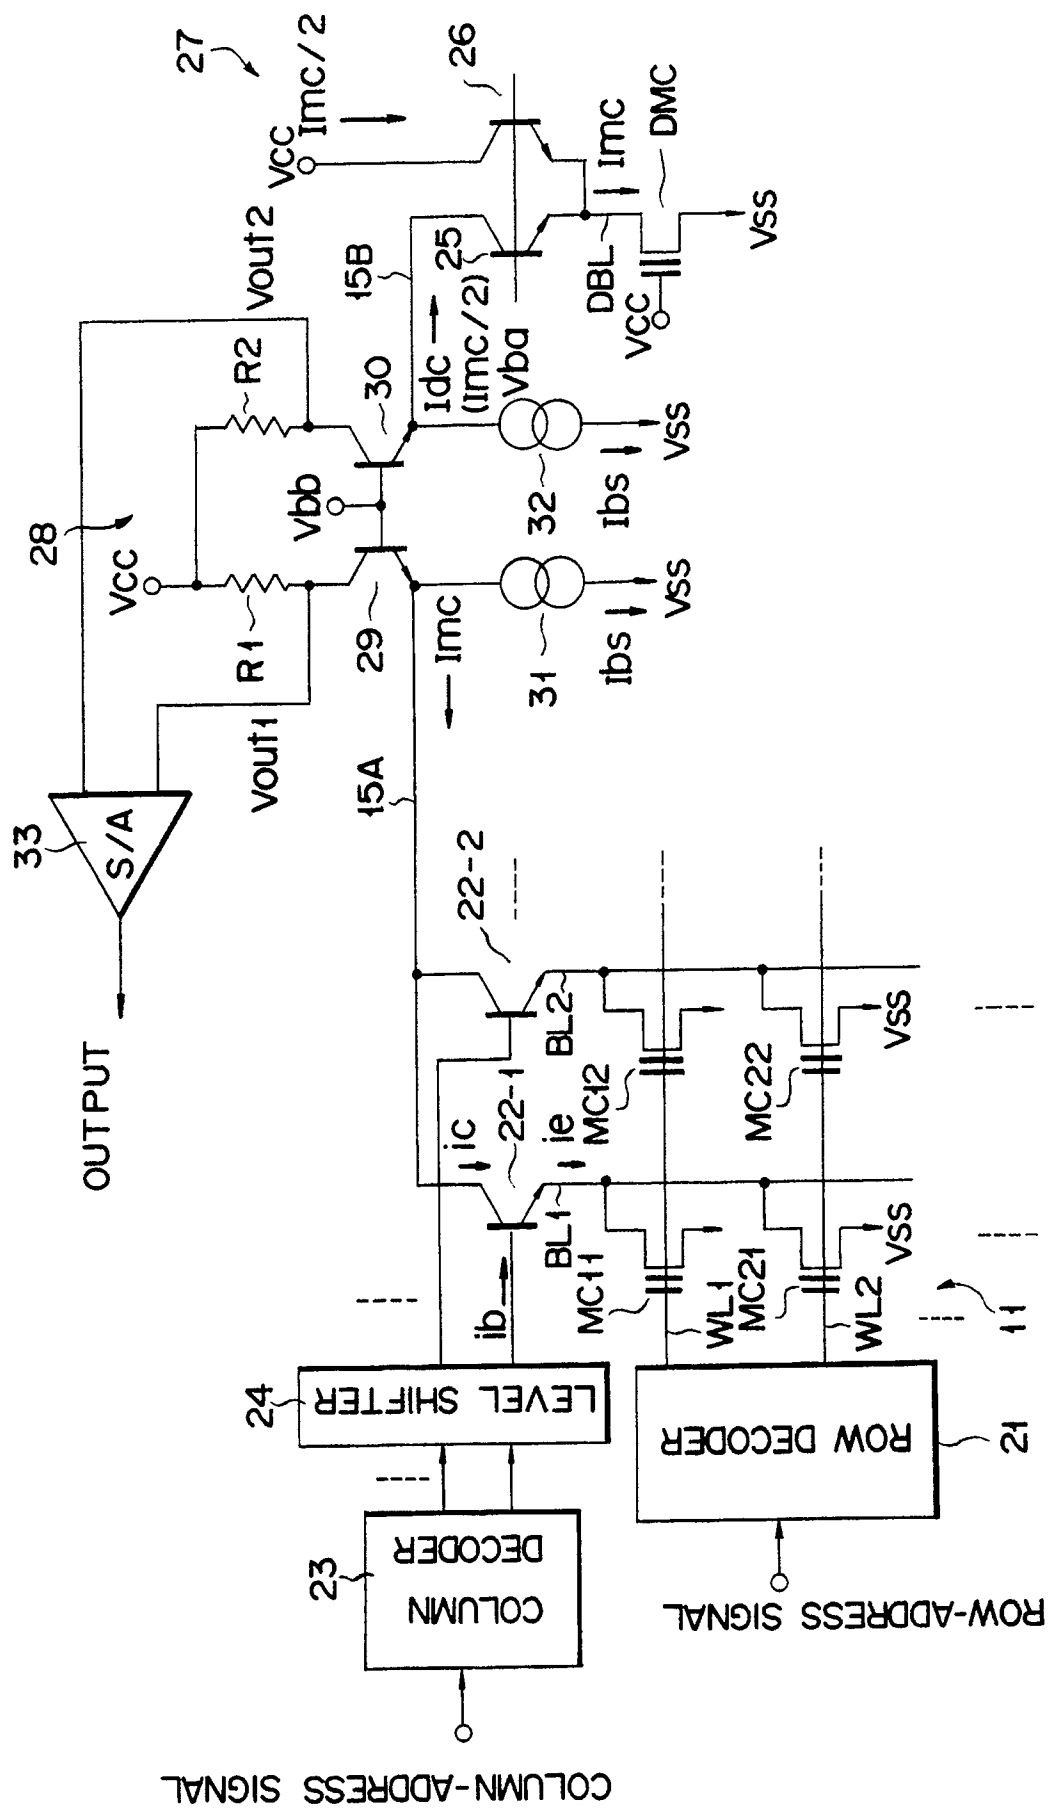 27
Imc/2
VCC
26
Vout2
15B
25
Imc
DMC
DBL
VCC
VSS
28
VCC
R2
R1
30
Idc
(Imc/2)
Vba
Vbb
29
32
Ibs
VSS
Imc
31
Ibs
VSS
Vout1
33
S/A
OUTPUT
15A
22-2
BL2
MC12
MC22
VSS
ic
22-1
ie
ib
BL1
MC11
WL1
MC21
VSS
WL2
11
24
LEVEL SHIFTER
23
COLUMN
DECODER
ROW DECODER
21
ROW-ADDRESS SIGNAL
COLUMN-ADDRESS SIGNAL